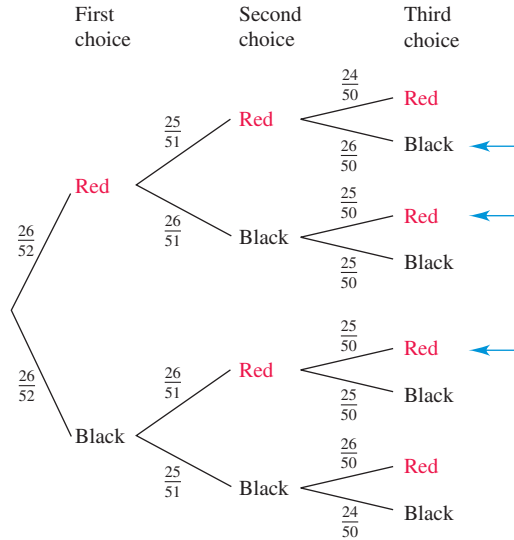 First choice
Second choice
Third choice
26/52
Red
25/51
Red
24/50
Red
26/50
Black
26/51
Black
25/50
Red
25/50
Black
26/52
Black
26/51
Red
25/50
Red
25/50
Black
25/51
Black
26/50
Red
24/50
Black